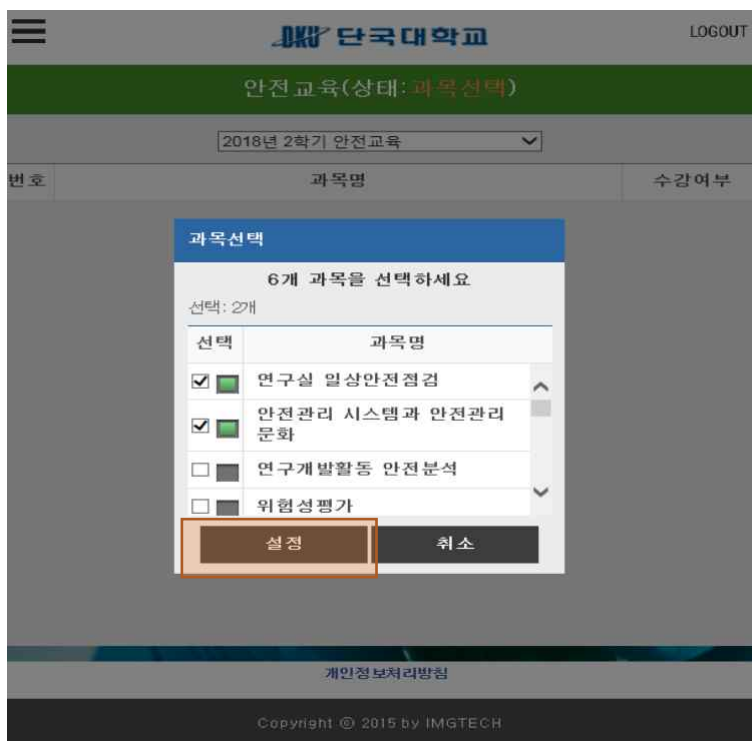 DKU 단국대학교
LOGOUT
안전교육(상태:과목선택)
2018년 2학기 안전교육
번호 과목명 수강여부
과목선택
6개 과목을 선택하세요
선택: 2개
선택 과목명
연구실 일상안전점검
안전관리 시스템과 안전관리
문화
연구개발활동 안전분석
위험성평가
설정 취소
개인정보처리방침
Copyright © 2015 by IMGTECH